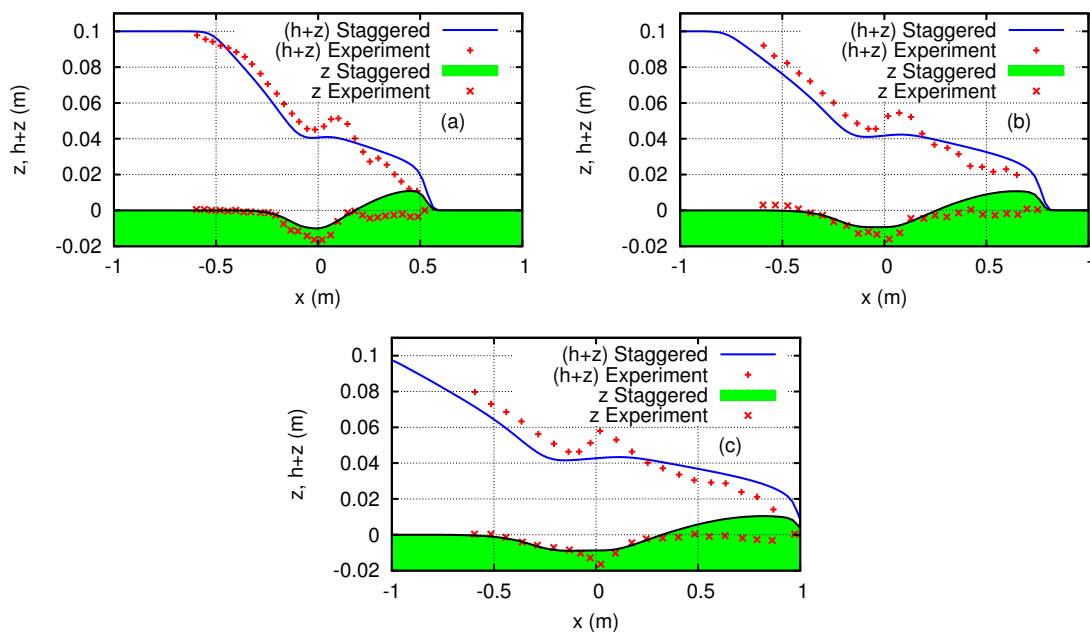 0.1
0.08
0.06
0.04
0.02
0
-0.02
z, h+z (m)
(h+z) Staggered
(h+z) Experiment
z Staggered
z Experiment
(a)
-1
-0.5
0
0.5
1
x (m)
0.1
0.08
0.06
0.04
0.02
0
-0.02
z, h+z (m)
(h+z) Staggered
(h+z) Experiment
z Staggered
z Experiment
(b)
-1
-0.5
0
0.5
1
x (m)
0.1
0.08
0.06
0.04
0.02
0
-0.02
z, h+z (m)
(h+z) Staggered
(h+z) Experiment
z Staggered
z Experiment
(c)
-1
-0.5
0
0.5
1
x (m)